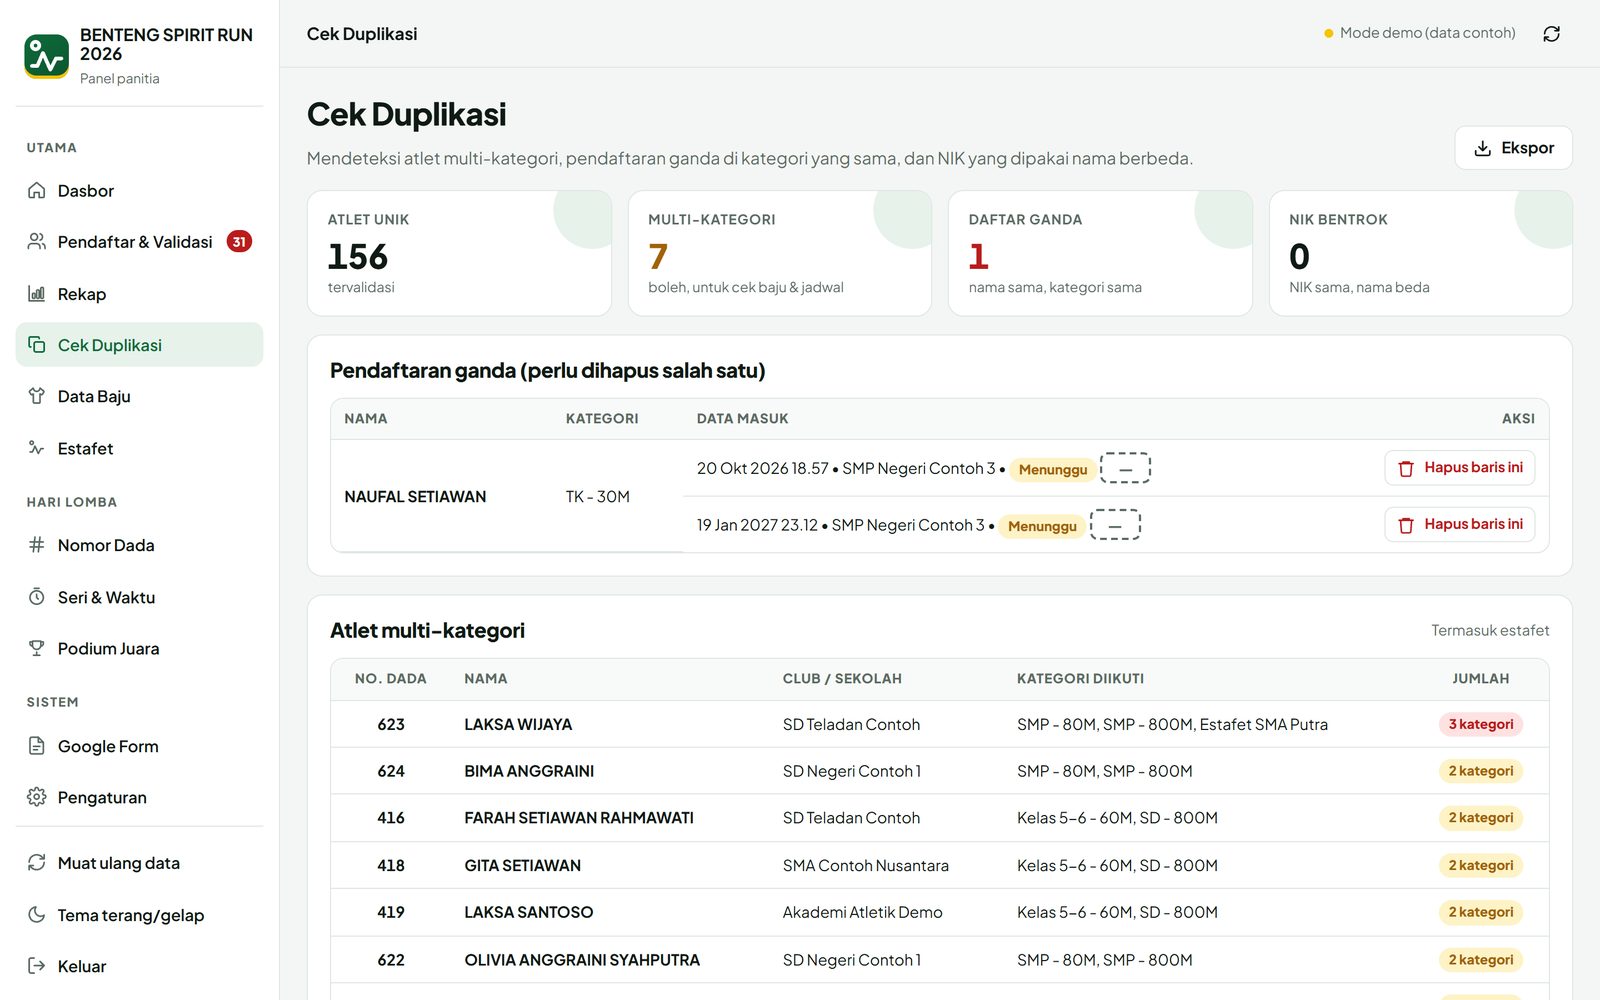 BENTENG SPIRIT RUN
2026
Panel panitia
UTAMA
Dasbor
Pendaftar & Validasi 31
Rekap
Cek Duplikasi
Data Baju
Estafet
HARI LOMBA
Nomor Dada
Seri & Waktu
Podium Juara
SISTEM
Google Form
Pengaturan
Muat ulang data
Tema terang/gelap
Keluar
Cek Duplikasi
Mode demo (data contoh)
Cek Duplikasi
Mendeteksi atlet multi-kategori, pendaftaran ganda di kategori yang sama, dan NIK yang dipakai nama berbeda.
Ekspor
ATLET UNIK
156
tervalidasi
MULTI-KATEGORI
7
boleh, untuk cek baju & jadwal
DAFTAR GANDA
1
nama sama, kategori sama
NIK BENTROK
0
NIK sama, nama beda
Pendaftaran ganda (perlu dihapus salah satu)
NAMA KATEGORI DATA MASUK AKSI
NAUFAL SETIAWAN TK - 30M
20 Okt 2026 18.57 • SMP Negeri Contoh 3 • Menunggu — Hapus baris ini
19 Jan 2027 23.12 • SMP Negeri Contoh 3 • Menunggu — Hapus baris ini
Atlet multi-kategori
Termasuk estafet
NO. DADA NAMA CLUB / SEKOLAH KATEGORI DIIKUTI JUMLAH
623 LAKSA WIJAYA SD Teladan Contoh SMP - 80M, SMP - 800M, Estafet SMA Putra 3 kategori
624 BIMA ANGGRAINI SD Negeri Contoh 1 SMP - 80M, SMP - 800M 2 kategori
416 FARAH SETIAWAN RAHMAWATI SD Teladan Contoh Kelas 5–6 - 60M, SD - 800M 2 kategori
418 GITA SETIAWAN SMA Contoh Nusantara Kelas 5–6 - 60M, SD - 800M 2 kategori
419 LAKSA SANTOSO Akademi Atletik Demo Kelas 5–6 - 60M, SD - 800M 2 kategori
622 OLIVIA ANGGRAINI SYAHPUTRA SD Negeri Contoh 1 SMP - 80M, SMP - 800M 2 kategori